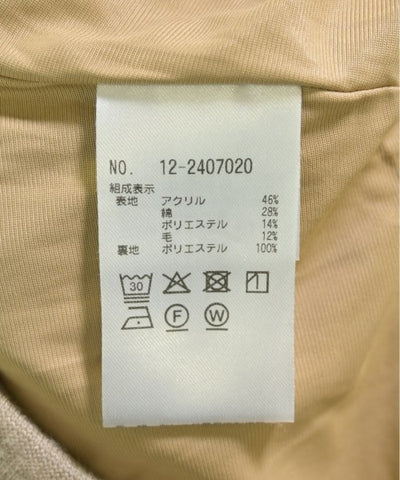 NO. 12-2407020
組成表示
表地 アクリル 46%
綿 28%
ポリエステル 14%
毛 12%
裏地 ポリエステル 100%
30
F W